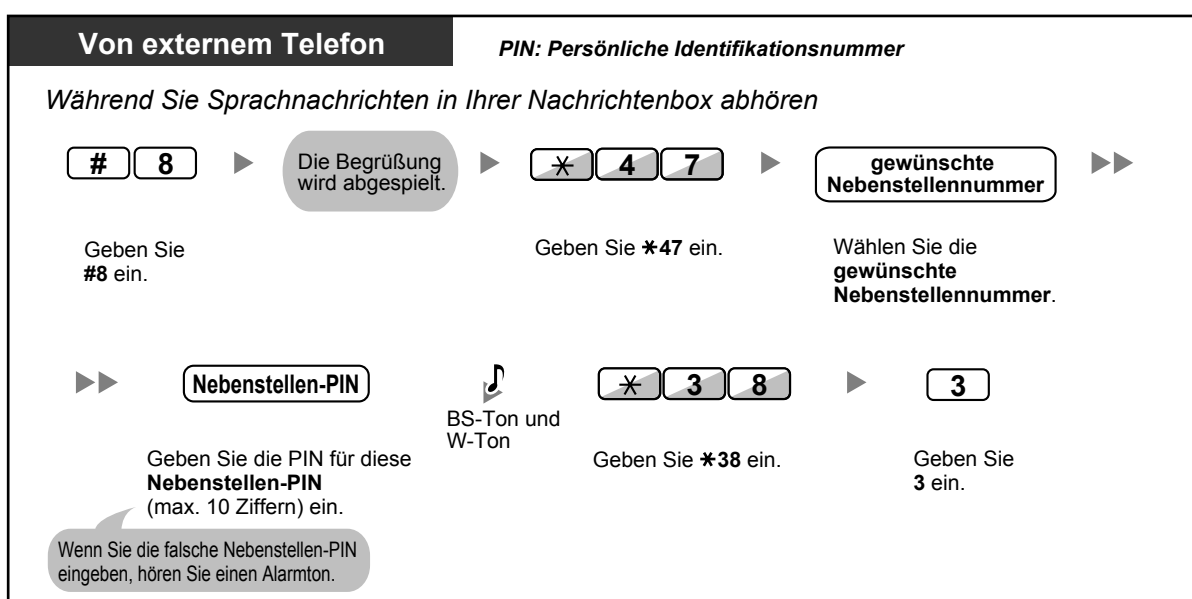 Von externem Telefon
PIN: Persönliche Identifikationsnummer
Während Sie Sprachnachrichten in Ihrer Nachrichtenbox abhören
# 8
Die Begrüßung
wird abgespielt.
* 4 7
gewünschte
Nebenstellennummer
Geben Sie
#8 ein.
Geben Sie *47 ein.
Wählen Sie die
gewünschte
Nebenstellennummer.
Nebenstellen-PIN
BS-Ton und
W-Ton
* 3 8
3
Geben Sie die PIN für diese
Nebenstellen-PIN
(max. 10 Ziffern) ein.
Geben Sie *38 ein.
Geben Sie
3 ein.
Wenn Sie die falsche Nebenstellen-PIN
eingeben, hören Sie einen Alarmton.